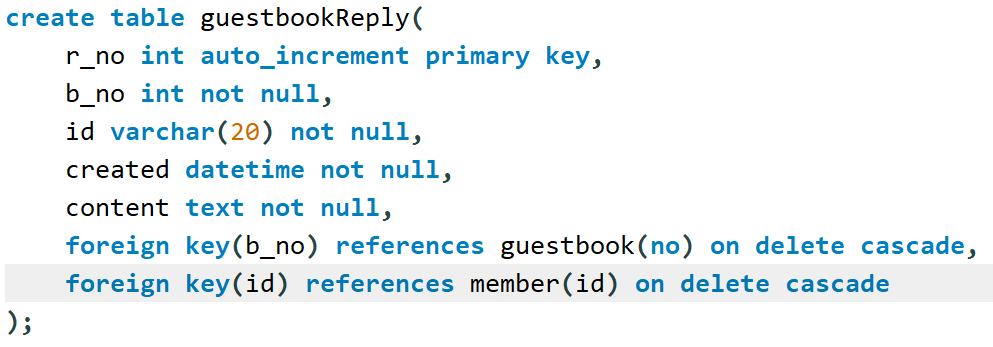 create table guestbookReply(
    r_no int auto_increment primary key,
    b_no int not null,
    id varchar(20) not null,
    created datetime not null,
    content text not null,
    foreign key(b_no) references guestbook(no) on delete cascade,
    foreign key(id) references member(id) on delete cascade
);